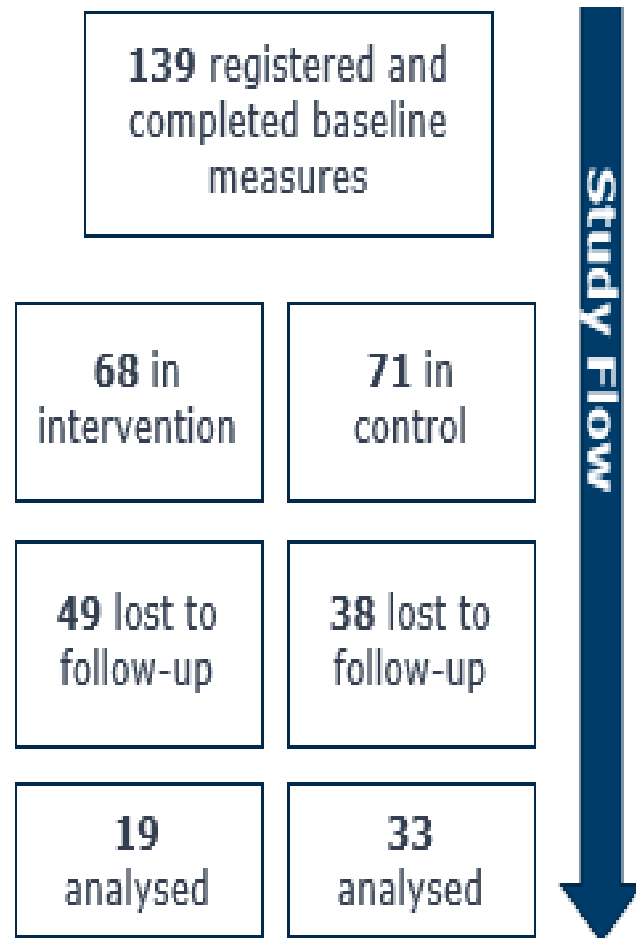 139 registered and
completed baseline
measures
68 in
intervention
71 in
control
49 lost to
follow-up
38 lost to
follow-up
19
analysed
33
analysed
Study Flow